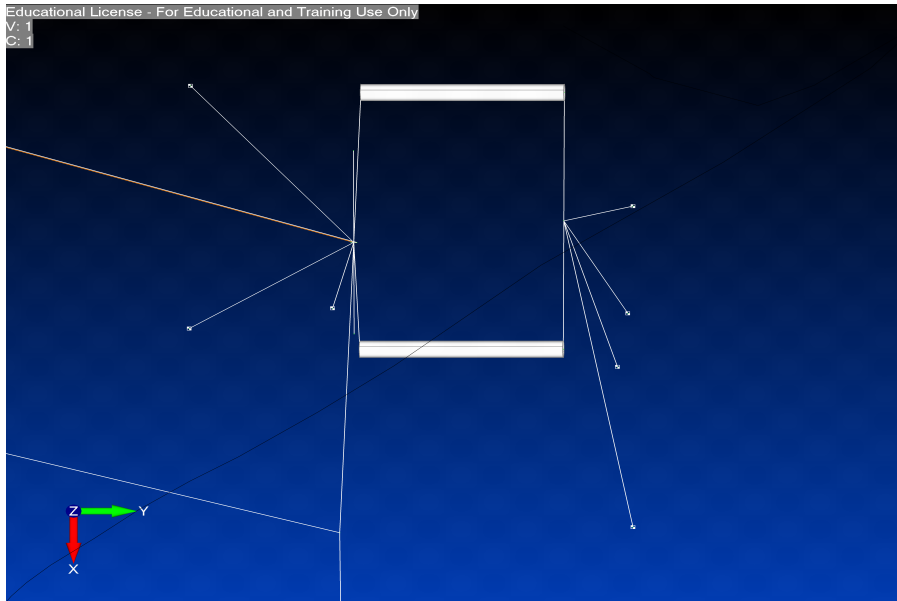 Educational License - For Educational and Training Use Only
V: 1
C: 1
Z
Y
X